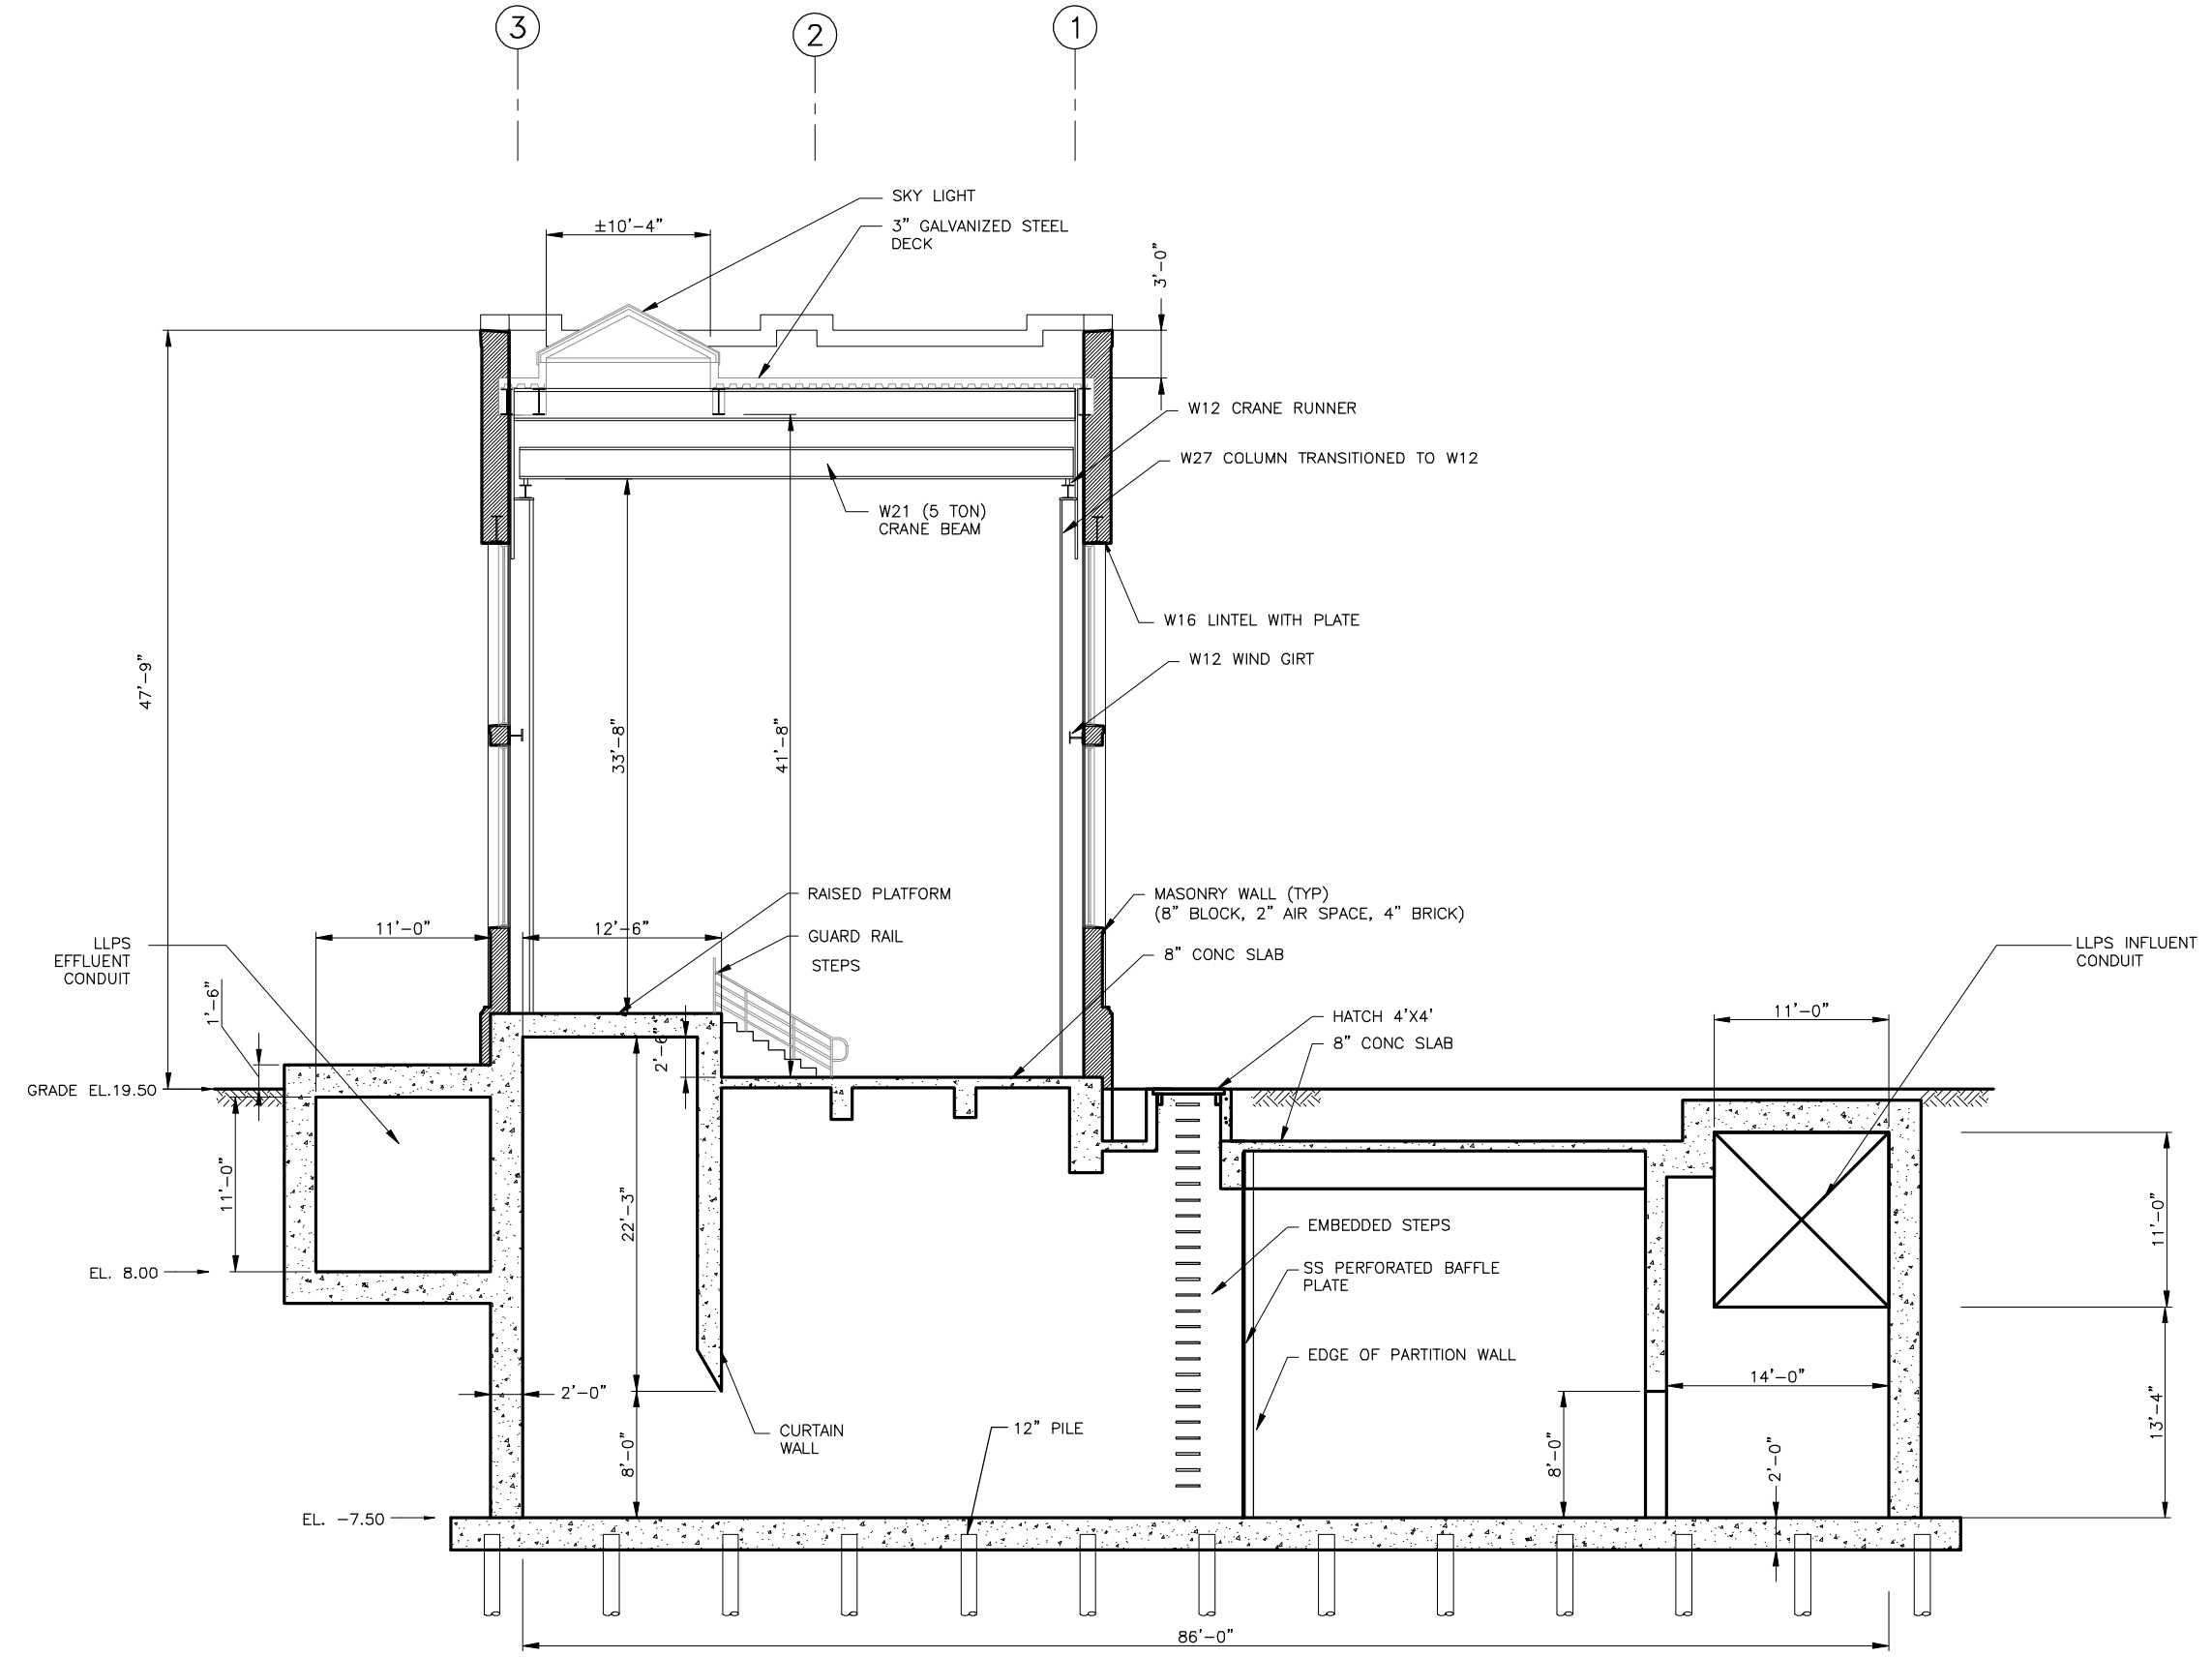 3
2
1
SKY LIGHT
±10'-4"
3" GALVANIZED STEEL
DECK
3'-0"
W12 CRANE RUNNER
W27 COLUMN TRANSITIONED TO W12
W21 (5 TON)
CRANE BEAM
W16 LINTEL WITH PLATE
W12 WIND GIRT
47'-9"
33'-8"
41'-8"
RAISED PLATFORM
MASONRY WALL (TYP)
(8" BLOCK, 2" AIR SPACE, 4" BRICK)
11'-0"
12'-6"
GUARD RAIL
STEPS
LLPS
EFFLUENT
CONDUIT
8" CONC SLAB
LLPS INFLUENT
CONDUIT
1'-6"
HATCH 4'X4'
11'-0"
8" CONC SLAB
2'-6"
GRADE EL.19.50
11'-0"
22'-3"
EMBEDDED STEPS
11'-0"
EL. 8.00
SS PERFORATED BAFFLE
PLATE
EDGE OF PARTITION WALL
14'-0"
2'-0"
13'-4"
CURTAIN
WALL
12" PILE
8'-0"
8'-0"
2'-0"
EL. -7.50
86'-0"